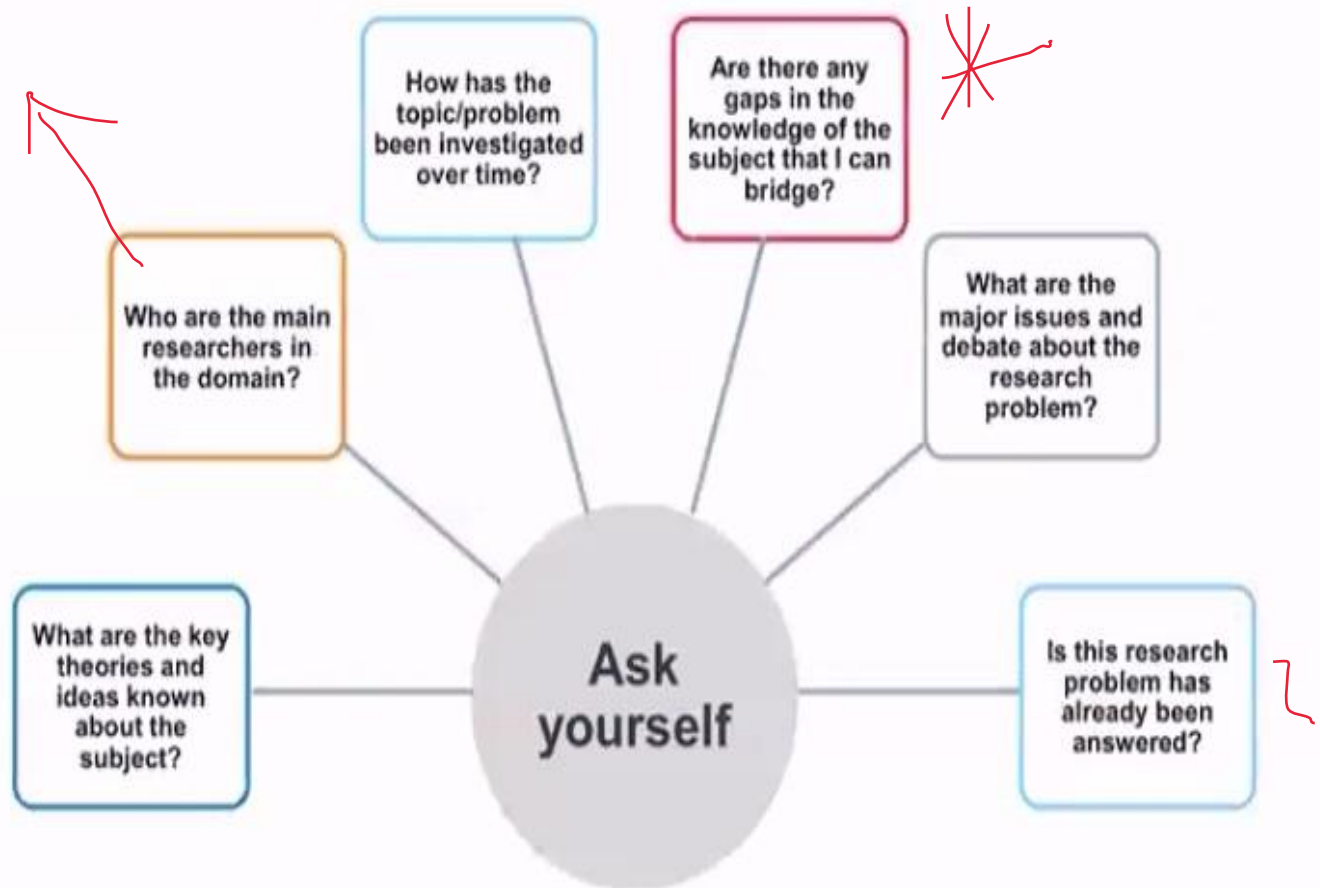 How has the
topic/problem
been investigated
over time?
Are there any
gaps in the
knowledge of the
subject that I can
bridge?
Who are the main
researchers in
the domain?
What are the
major issues and
debate about the
research
problem?
What are the key
theories and
ideas known
about the
subject?
Ask
yourself
Is this research
problem has
already been
answered?